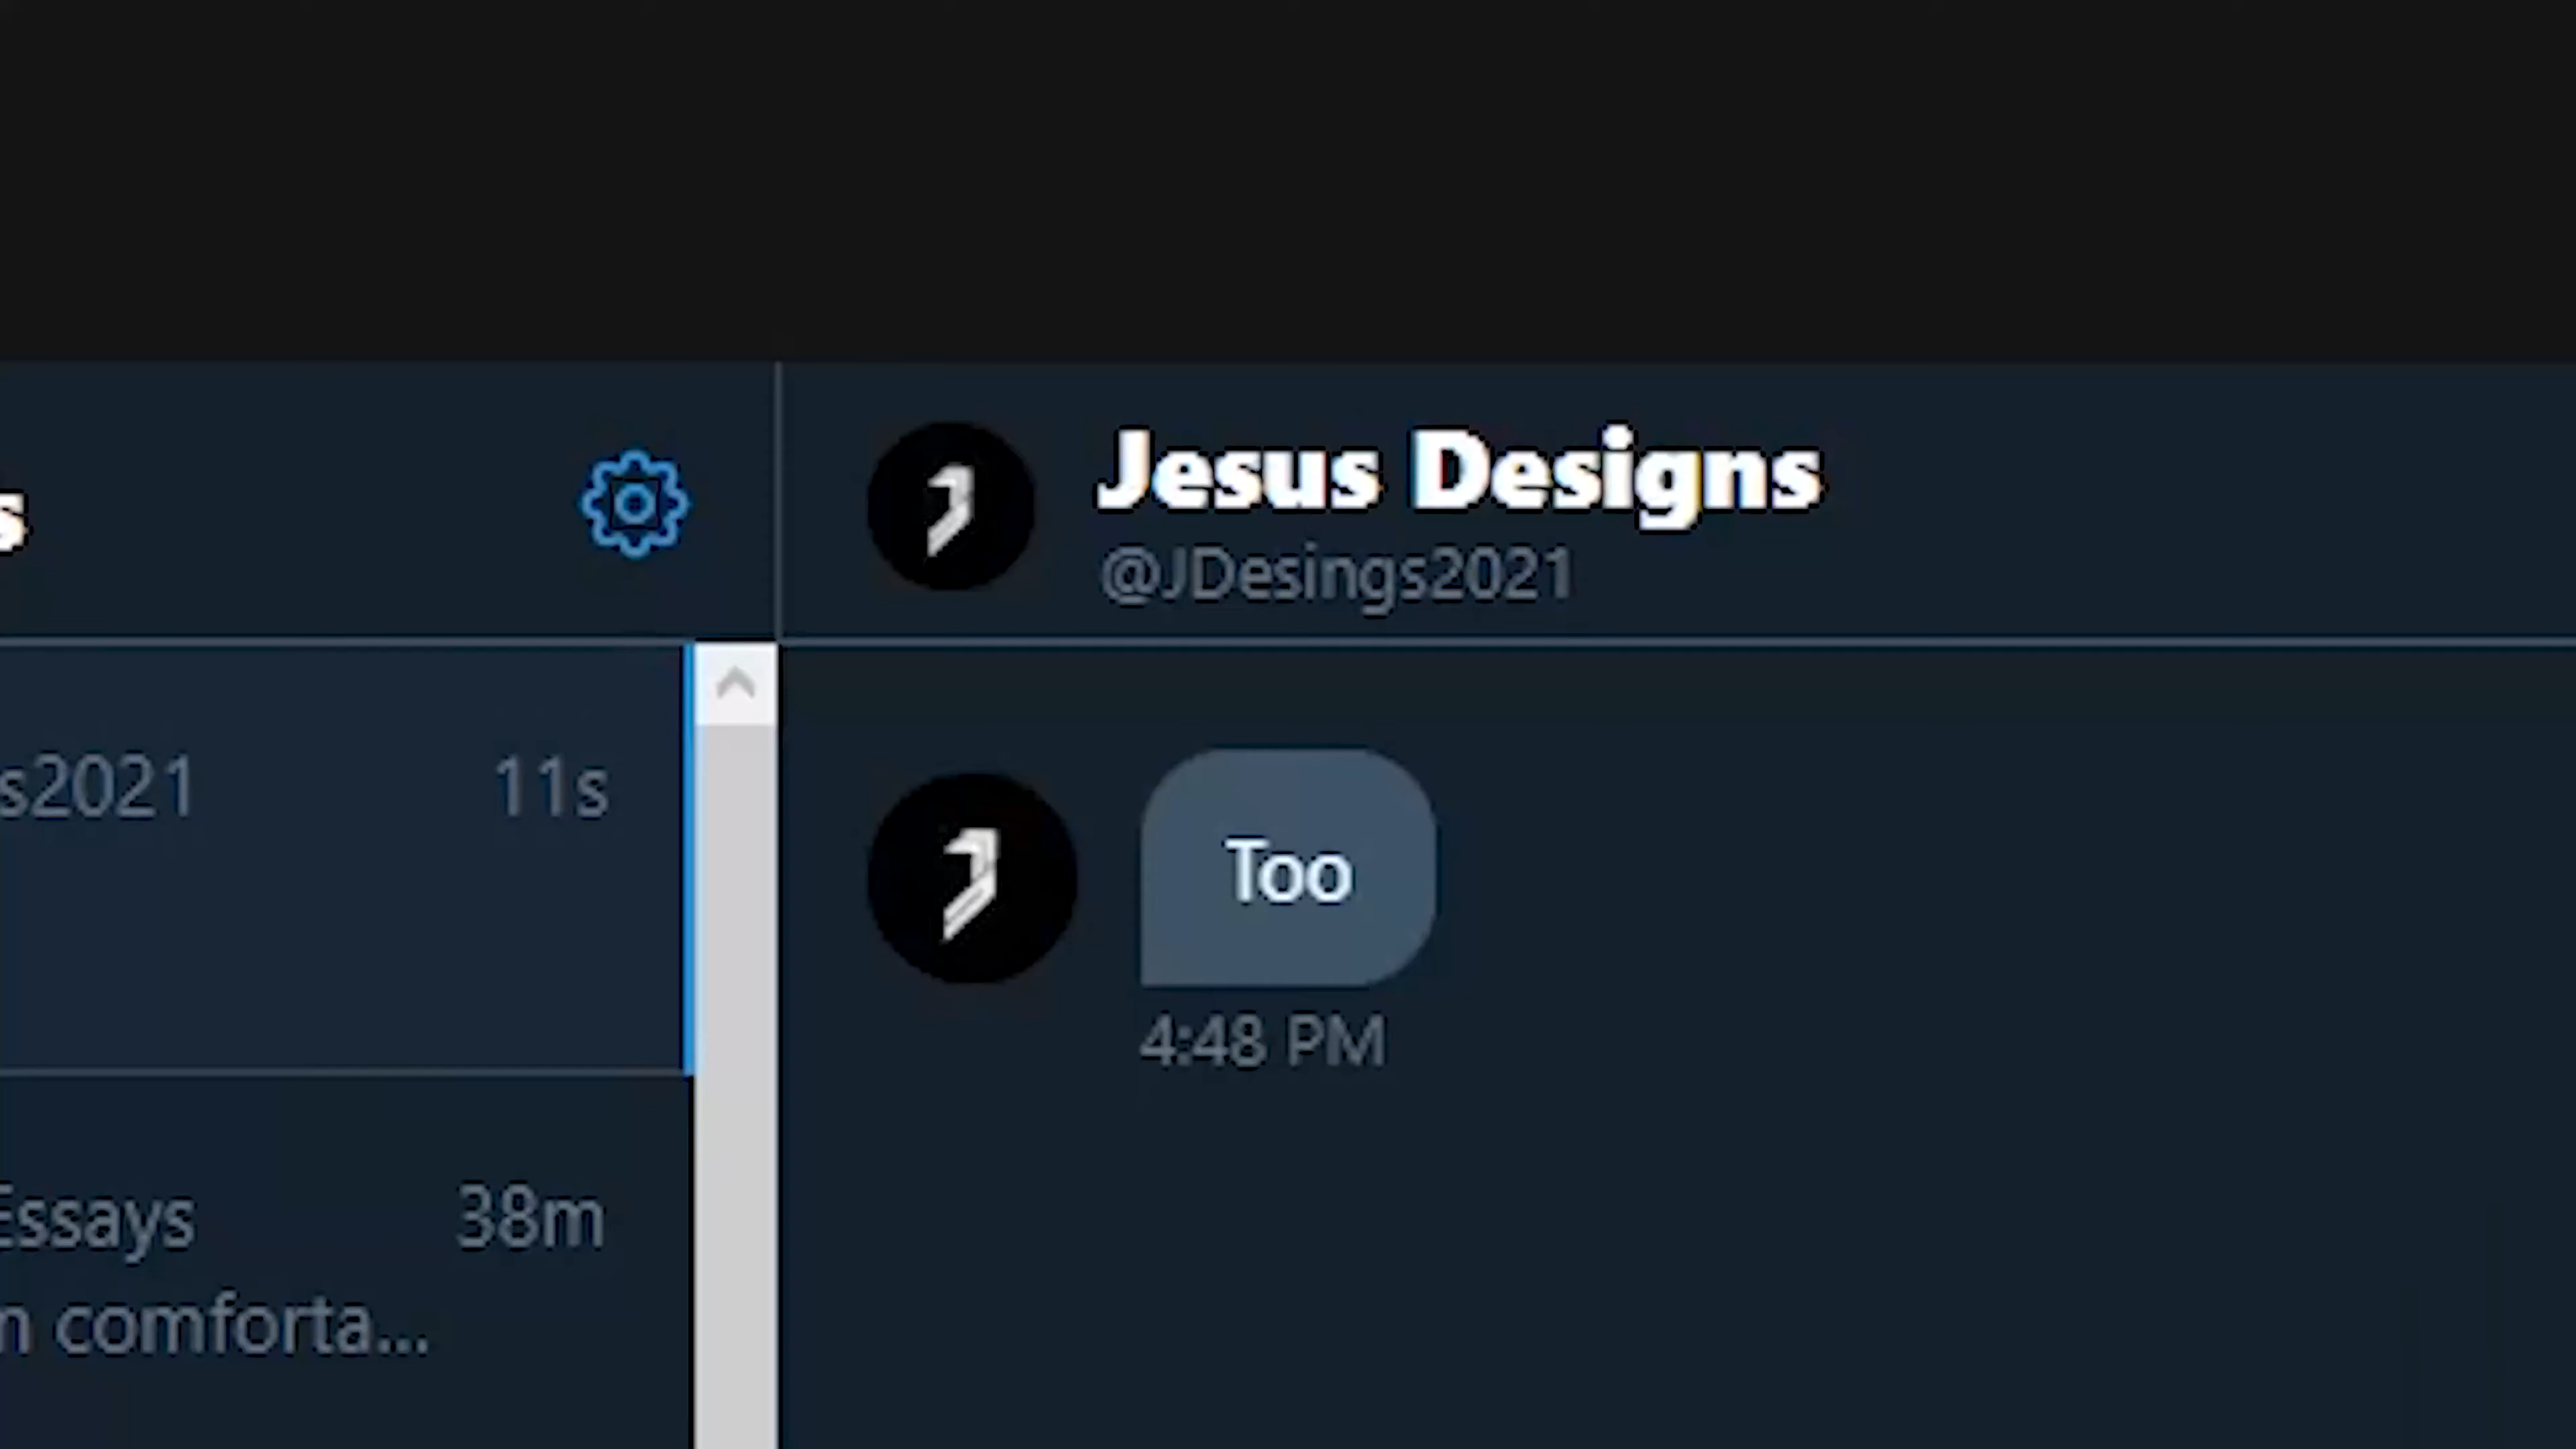 s
Jesus Designs
@JDesings2021
s2021 11s
Too
4:48 PM
Essays 38m
n comforta...